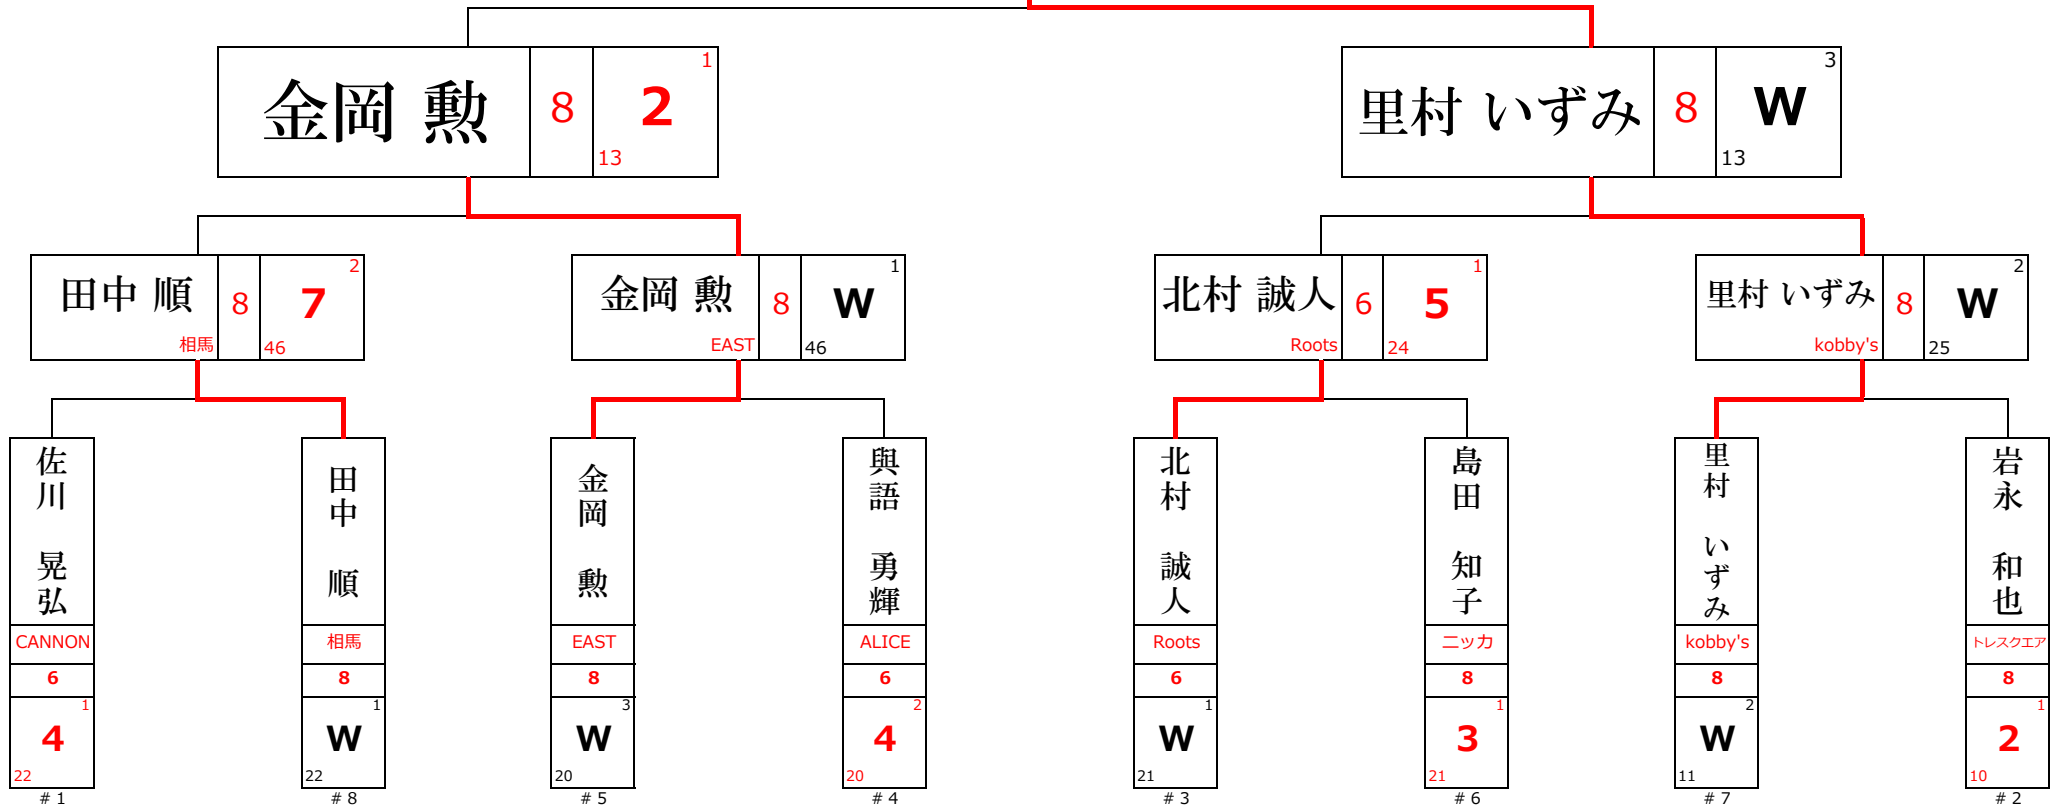 金岡 勲 8 2 1 13
里村 いずみ 8 W 3 13
田中 順 相馬 8 7 2 46
金岡 勲 EAST 8 W 1 46
北村 誠人 Roots 6 5 1 24
里村 いずみ kobby's 8 W 2 25
佐川 晃弘
CANNON
6
1
4
22
# 1
田中 順
相馬
8
1
W
22
# 8
金岡 勲
EAST
8
3
W
20
# 5
與語 勇輝
ALICE
6
2
4
20
# 4
北村 誠人
Roots
6
1
W
21
# 3
島田 知子
ニッカ
8
1
3
21
# 6
里村 いずみ
kobby's
8
2
W
11
# 7
岩永 和也
トレスクエア
8
1
2
10
# 2